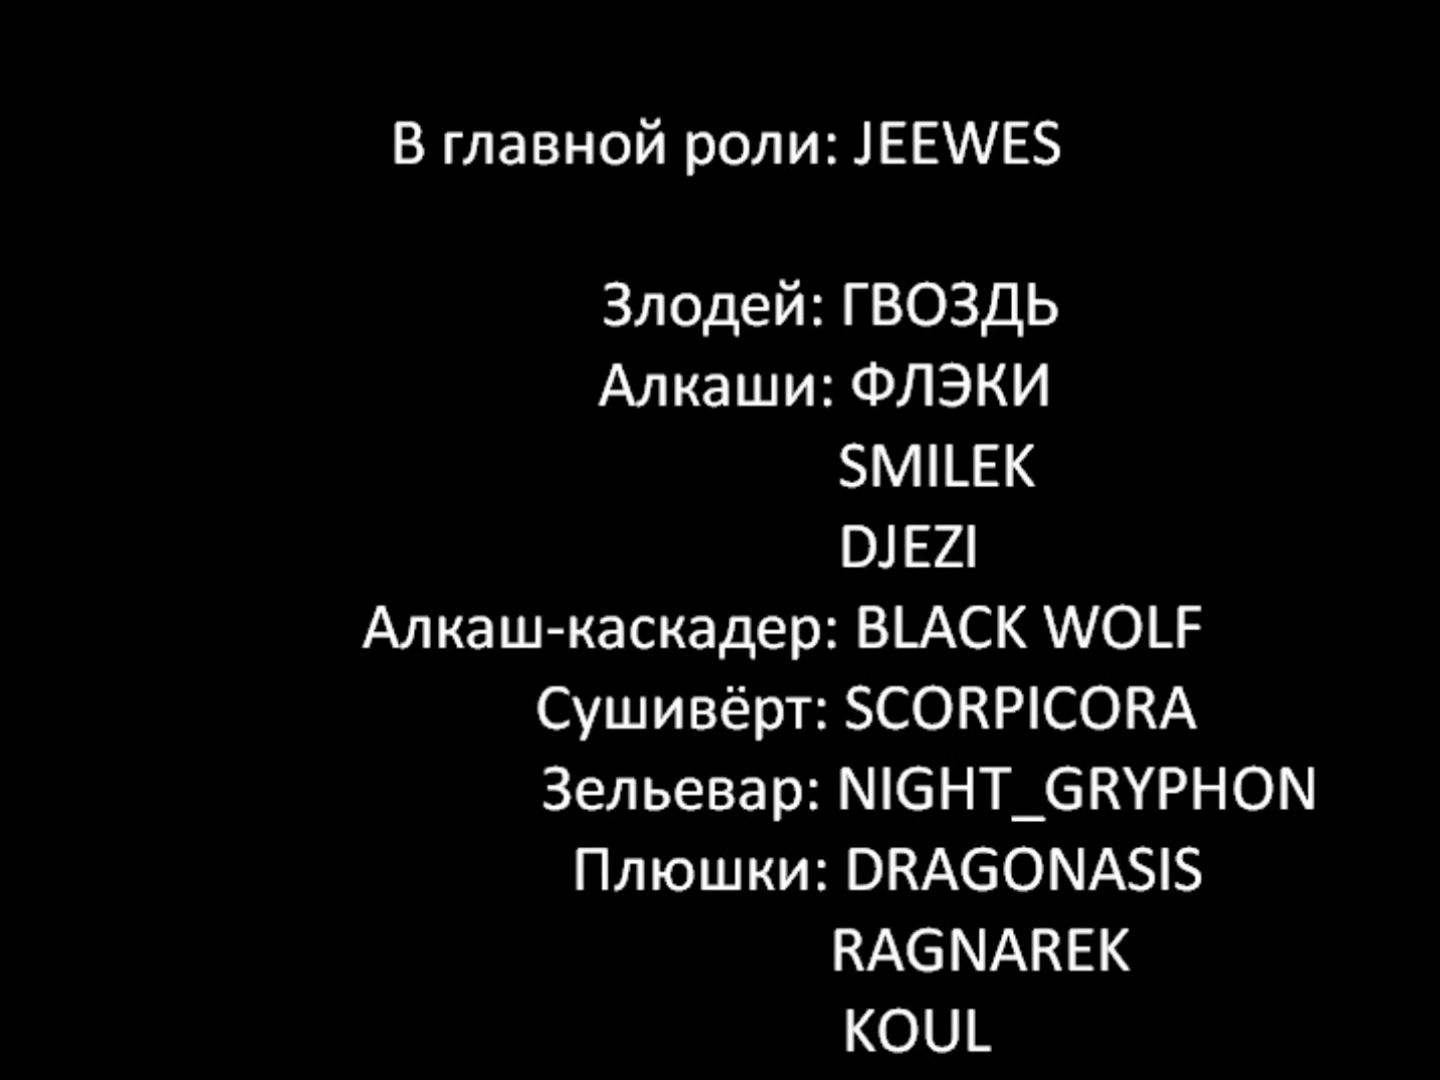 В главной роли: JEEWES
Злодей: ГВОЗДЬ
Алкаши: ФЛЭКИ
SMILEK
DJEZI
Алкаш-каскадер: BLACK WOLF
Сушивёрт: SCORPICORA
Зельевар: NIGHT_GRYPHON
Плюшки: DRAGONASIS
RAGNAREK
KOUL